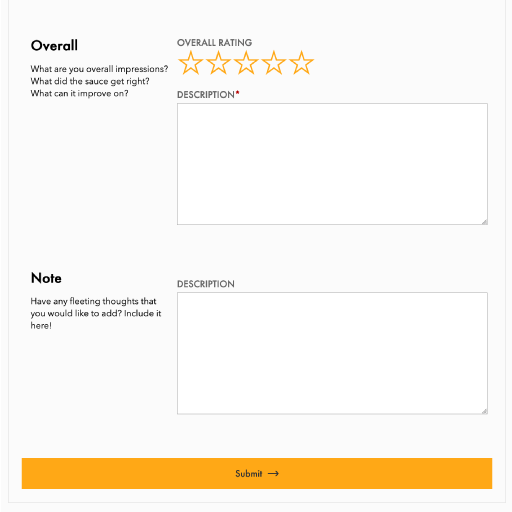 Overall
What are you overall impressions?
What did the sauce get right?
What can it improve on?
OVERALL RATING
DESCRIPTION*
Note
Have any fleeting thoughts that
you would like to add? Include it
here!
DESCRIPTION
Submit →